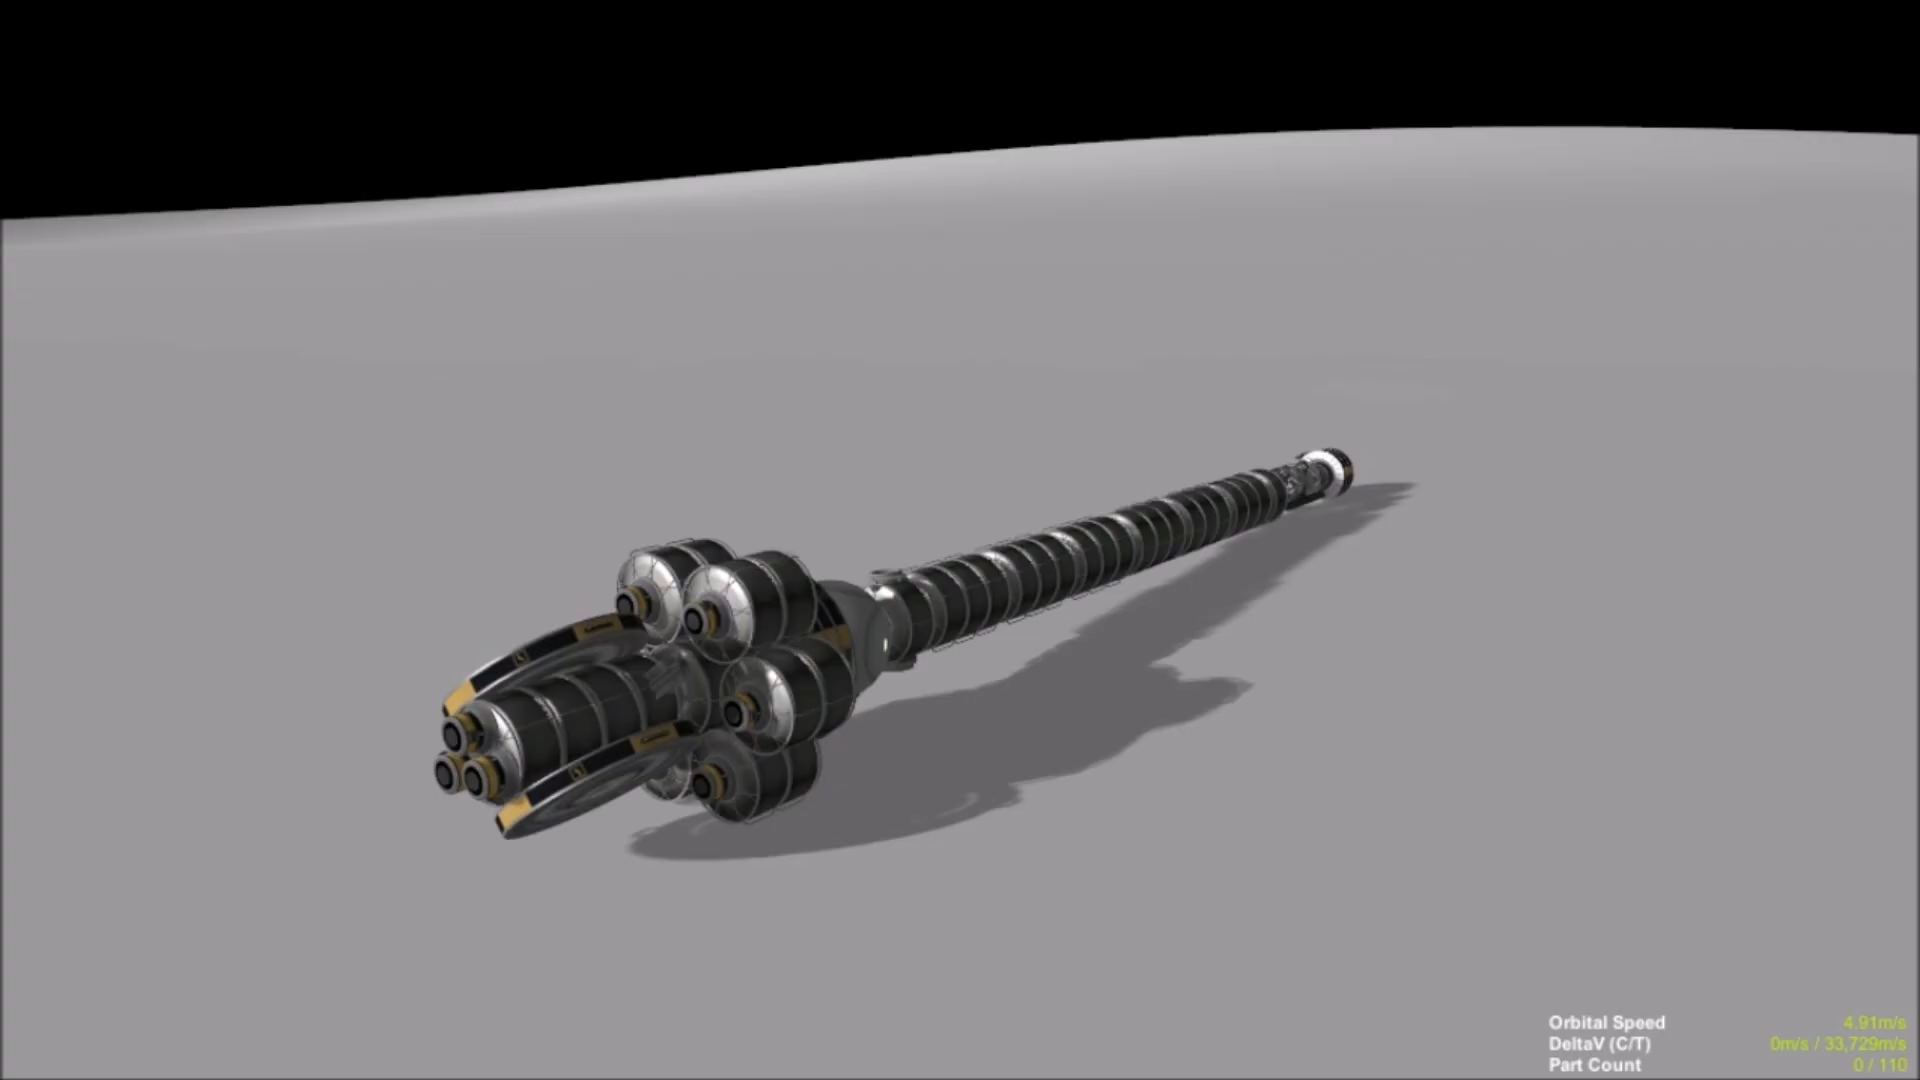 Orbital Speed 4.91m/s
DeltaV (C/T) 0m/s / 33,729m/s
Part Count 0 / 110